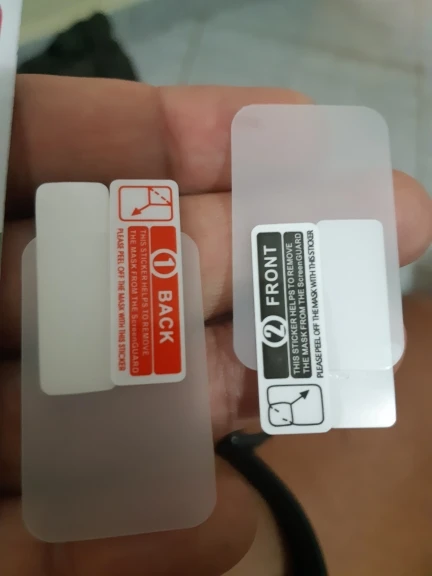 1 BACK
THIS STICKER HELPS TO REMOVE
THE MASK FROM THE ScreenGUARD
PLEASE PEEL OFF THE MASK WITH THIS STICKER
2 FRONT
THIS STICKER HELPS TO REMOVE
THE MASK FROM THE ScreenGUARD
PLEASE PEEL OFF THE MASK WITH THIS STICKER